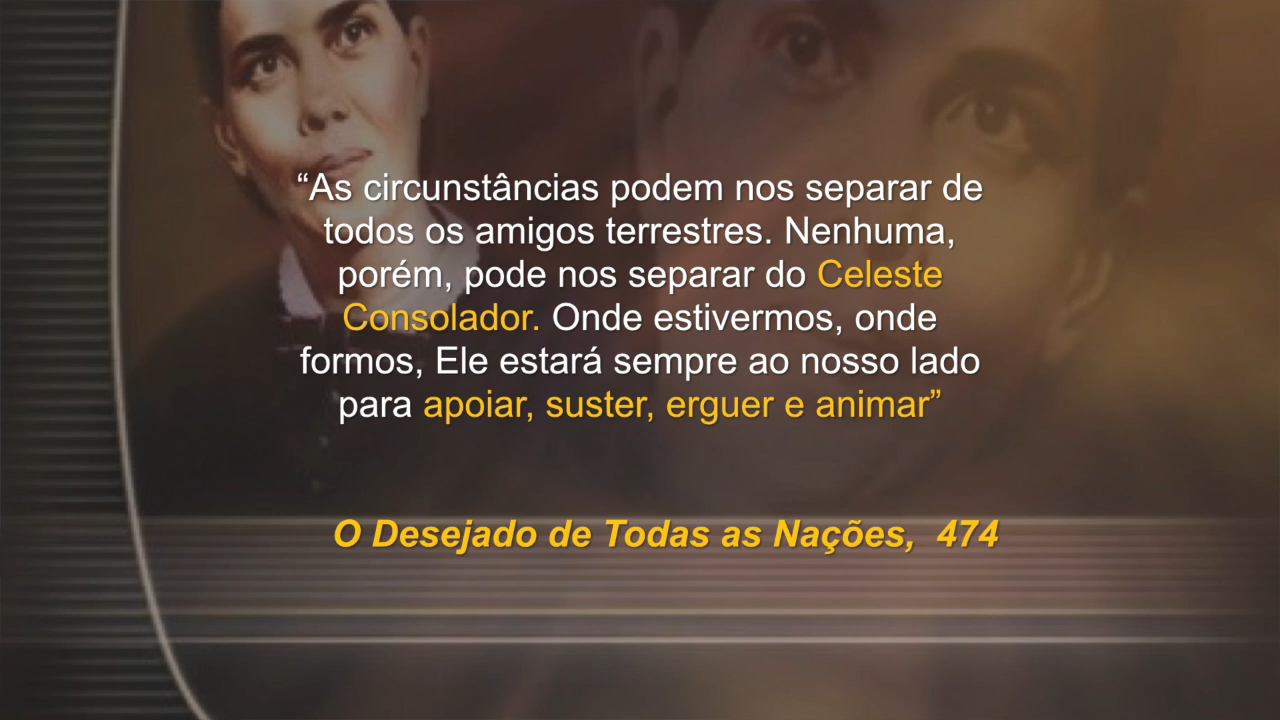 “As circunstâncias podem nos separar de
todos os amigos terrestres. Nenhuma,
porém, pode nos separar do Celeste
Consolador. Onde estivermos, onde
formos, Ele estará sempre ao nosso lado
para apoiar, suster, erguer e animar”
O Desejado de Todas as Nações, 474